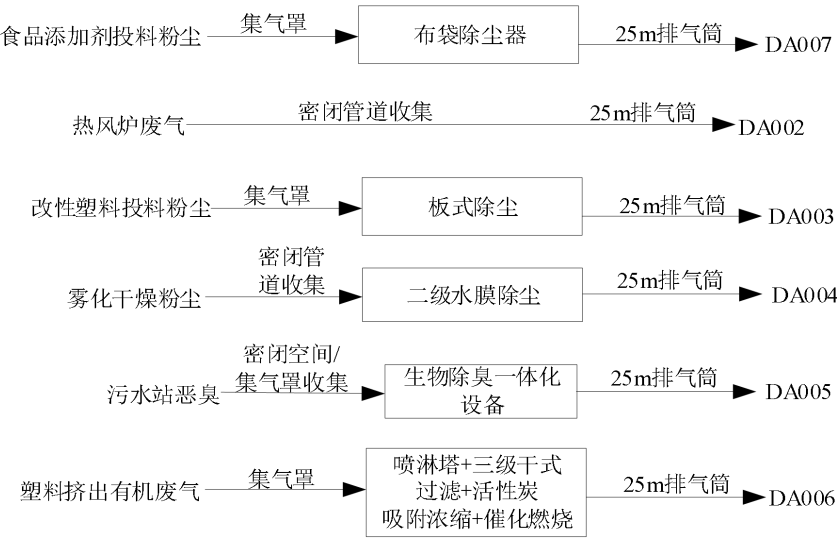 食品添加剂投料粉尘 集气罩 布袋除尘器 25m排气筒 DA007
热风炉废气 密闭管道收集 25m排气筒 DA002
改性塑料投料粉尘 集气罩 板式除尘 25m排气筒 DA003
雾化干燥粉尘
密闭管
道收集
二级水膜除尘 25m排气筒 DA004
污水站恶臭
密闭空间/
集气罩收集
生物除臭一体化
设备
25m排气筒 DA005
塑料挤出有机废气 集气罩
喷淋塔+三级干式
过滤+活性炭
吸附浓缩+催化燃烧
25m排气筒 DA006